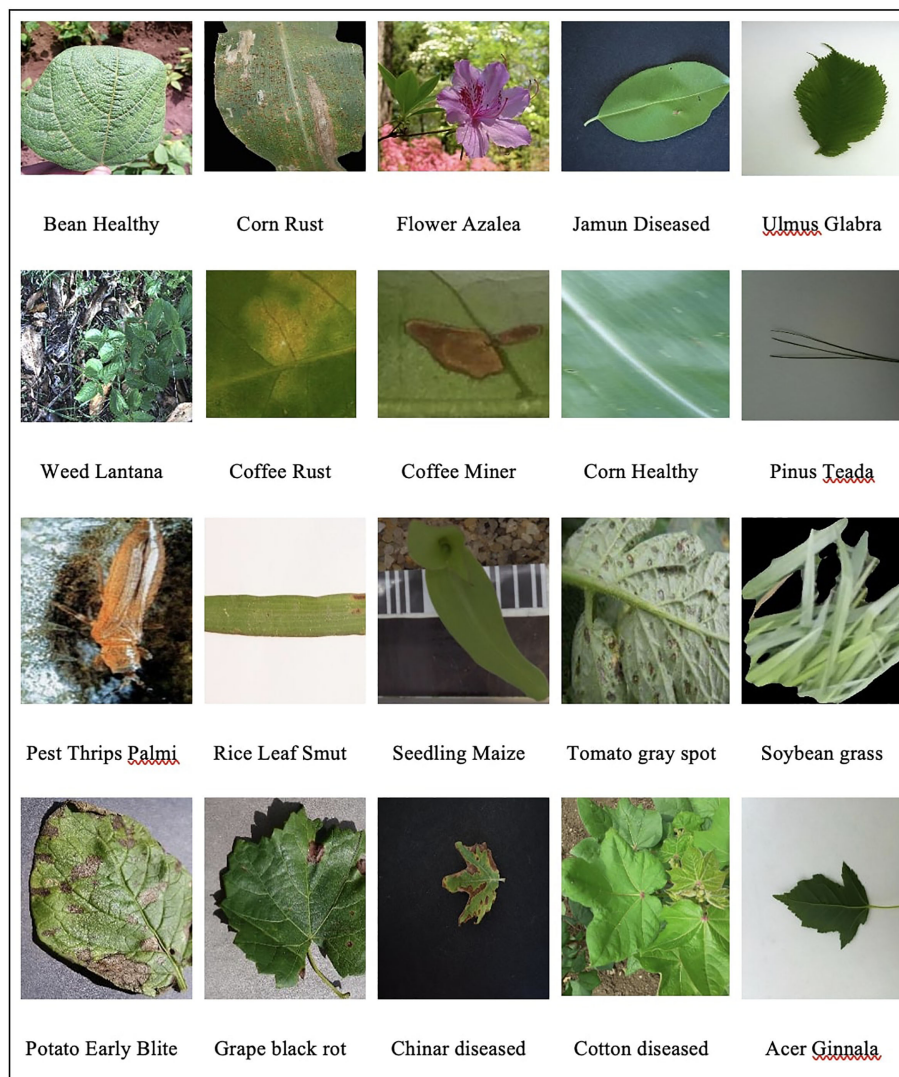 Bean Healthy Corn Rust Flower Azalea Jamun Diseased Ulmus Glabra
Weed Lantana Coffee Rust Coffee Miner Corn Healthy Pinus Teada
Pest Thrips Palmi Rice Leaf Smut Seedling Maize Tomato gray spot Soybean grass
Potato Early Blite Grape black rot Chinar diseased Cotton diseased Acer Ginnala